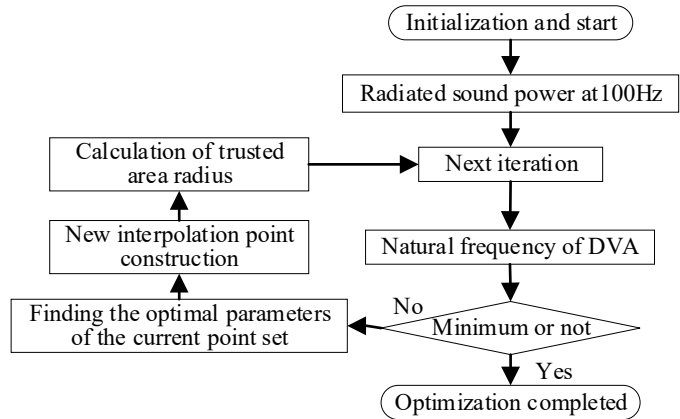 Initialization and start
Radiated sound power at100Hz
Calculation of trusted
area radius
Next iteration
New interpolation point
construction
Natural frequency of DVA
Finding the optimal parameters
of the current point set
No
Minimum or not
Yes
Optimization completed